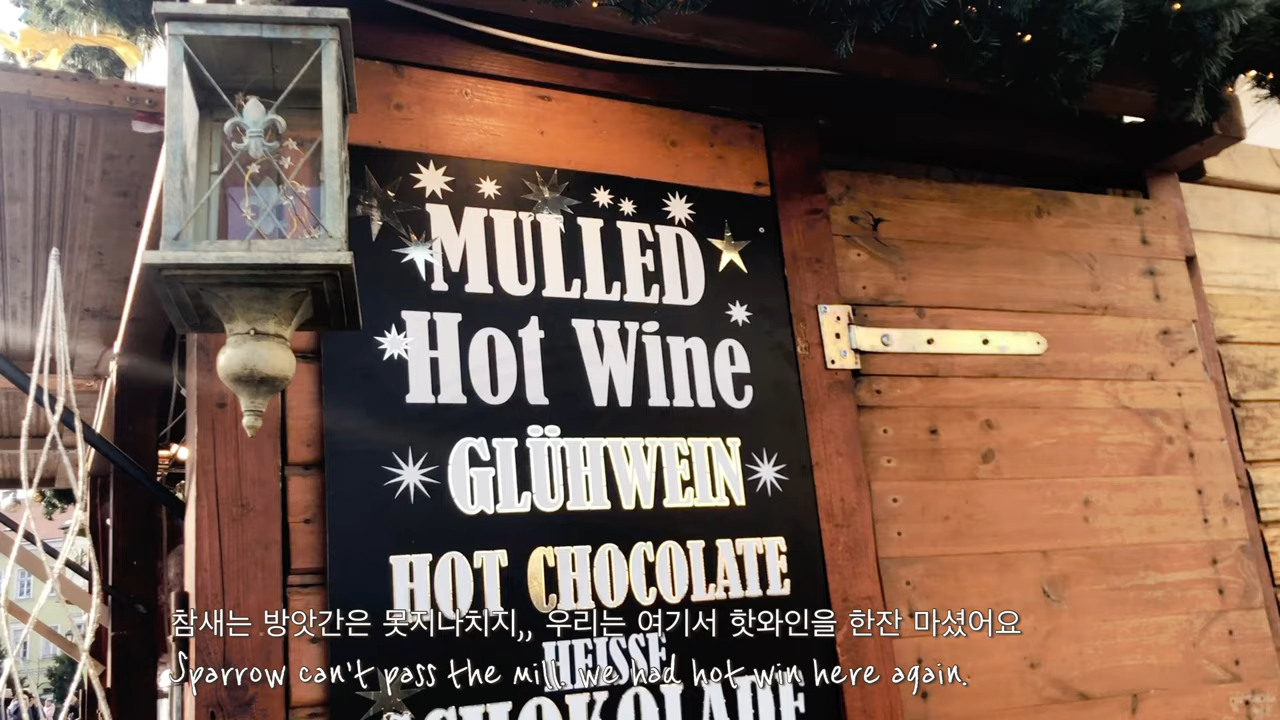 MULLED
Hot Wine
GLÜHWEIN
HOT CHOCOLATE
HEISSE
SCHOKOLADE
참새는 방앗간은 못지나치지,, 우리는 여기서 핫와인을 한잔 마셨어요
Sparrow can't pass the mill. we had hot win here again.